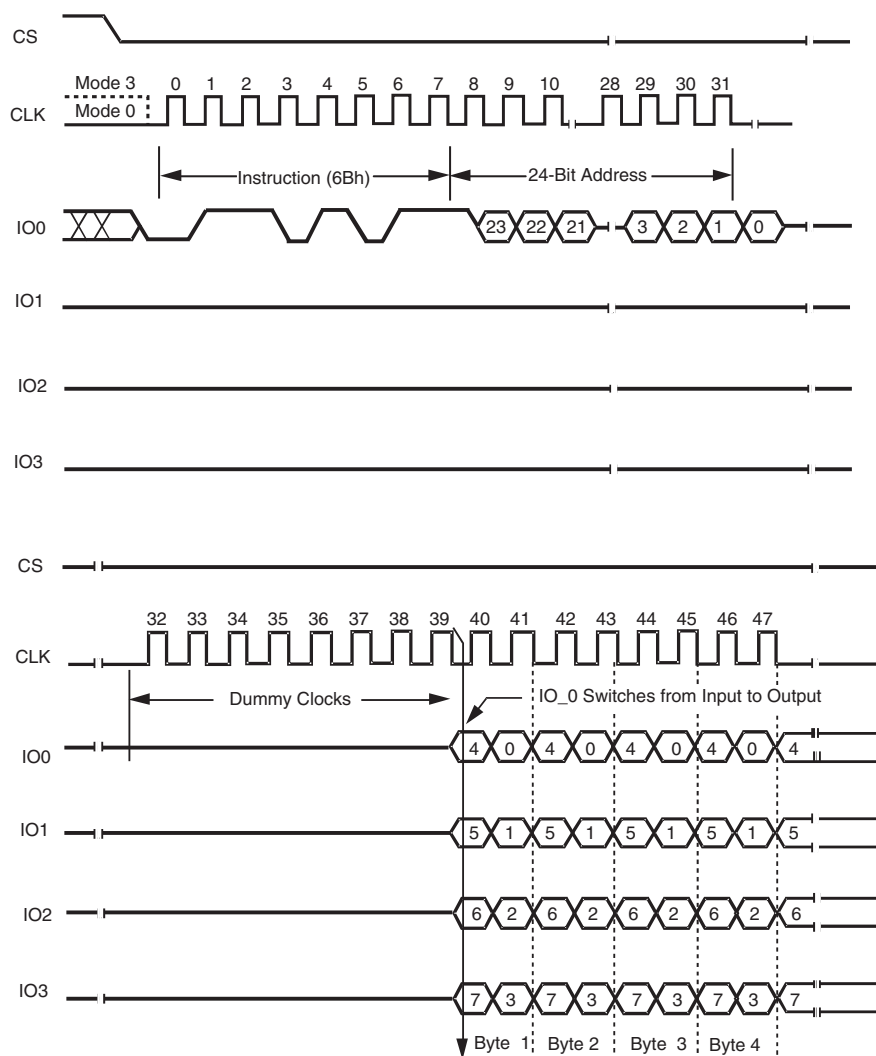 CS
Mode 3 0 1 2 3 4 5 6 7 8 9 10 28 29 30 31
CLK Mode 0
Instruction (6Bh) 24-Bit Address
IO0 23 22 21 3 2 1 0
IO1
IO2
IO3
CS
32 33 34 35 36 37 38 39 40 41 42 43 44 45 46 47
CLK
Dummy Clocks IO_0 Switches from Input to Output
IO0 4 0 4 0 4 0 4 0 4
IO1 5 1 5 1 5 1 5 1 5
IO2 6 2 6 2 6 2 6 2 6
IO3 7 3 7 3 7 3 7 3 7
Byte 1 Byte 2 Byte 3 Byte 4